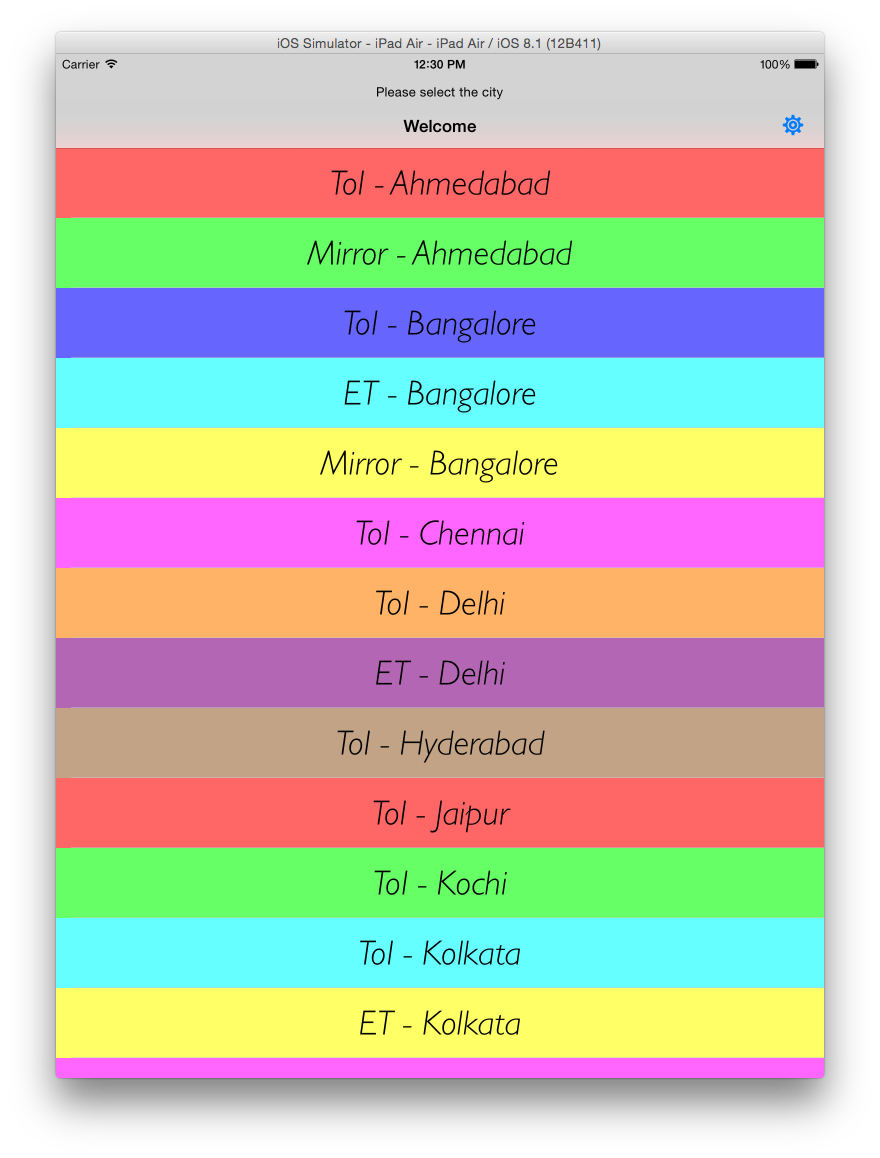 iOS Simulator - iPad Air - iPad Air / iOS 8.1 (12B411)
Carrier 12:30 PM 100%
Please select the city
Welcome
ToI - Ahmedabad
Mirror - Ahmedabad
ToI - Bangalore
ET - Bangalore
Mirror - Bangalore
ToI - Chennai
ToI - Delhi
ET - Delhi
ToI - Hyderabad
ToI - Jaipur
ToI - Kochi
ToI - Kolkata
ET - Kolkata